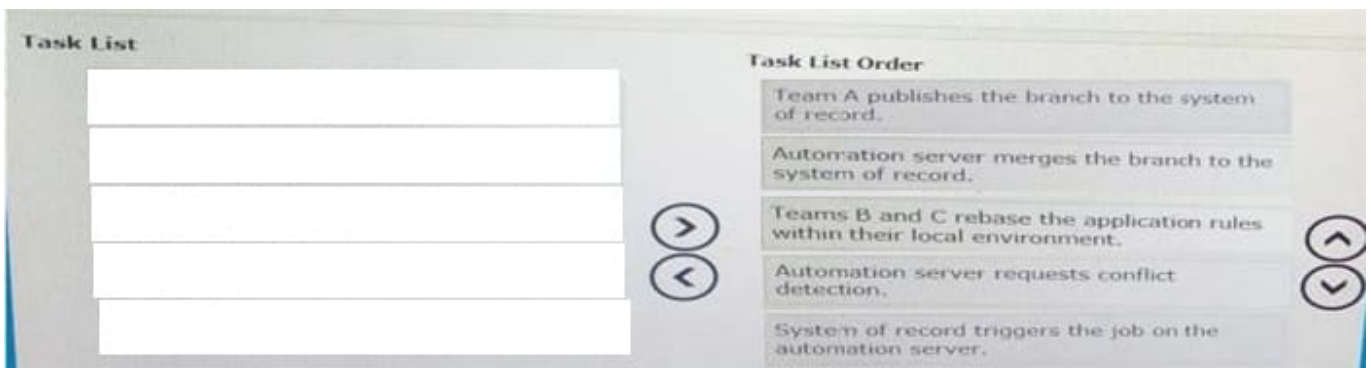 Task List
Task List Order
Team A publishes the branch to the system
of record.
Automation server merges the branch to the
system of record.
Teams B and C rebase the application rules
within their local environment.
Automation server requests conflict
detection.
System of record triggers the job on the
automation server.